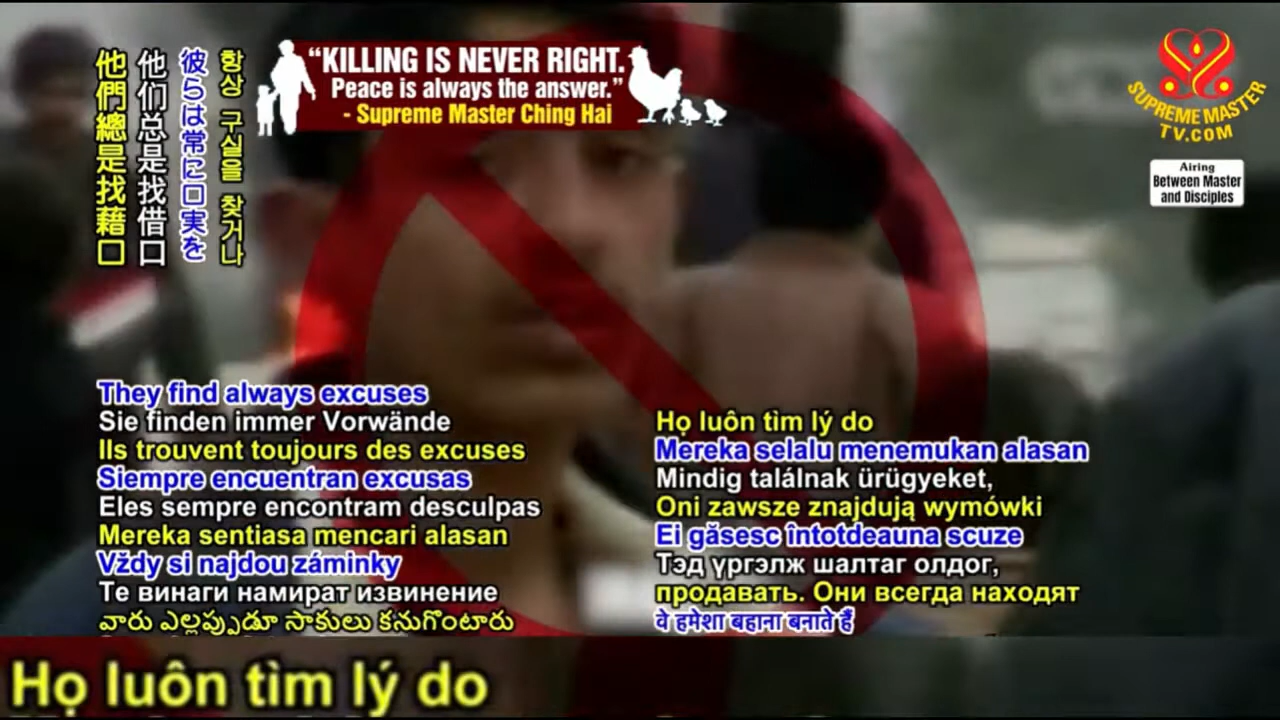 他們總是找藉口
他们总是找借口
彼らは常に口実を
항상 구실을 찾거나
“KILLING IS NEVER RIGHT.
Peace is always the answer.”
- Supreme Master Ching Hai
SUPREME MASTER
TV.COM
Airing
Between Master
and Disciples
They find always excuses
Sie finden immer Vorwände
Ils trouvent toujours des excuses
Siempre encuentran excusas
Eles sempre encontram desculpas
Mereka sentiasa mencari alasan
Vždy si najdou záminky
Те винаги намират извинение
వారు ఎల్లప్పుడూ సాకులు కనుగొంటారు
Họ luôn tìm lý do
Mereka selalu menemukan alasan
Mindig találnak ürügyeket,
Oni zawsze znajdują wymówki
Ei găsesc întotdeauna scuze
Тэд үргэлж шалтаг олдог,
продавать. Они всегда находят
वे हमेशा बहाना बनाते हैं
Họ luôn tìm lý do